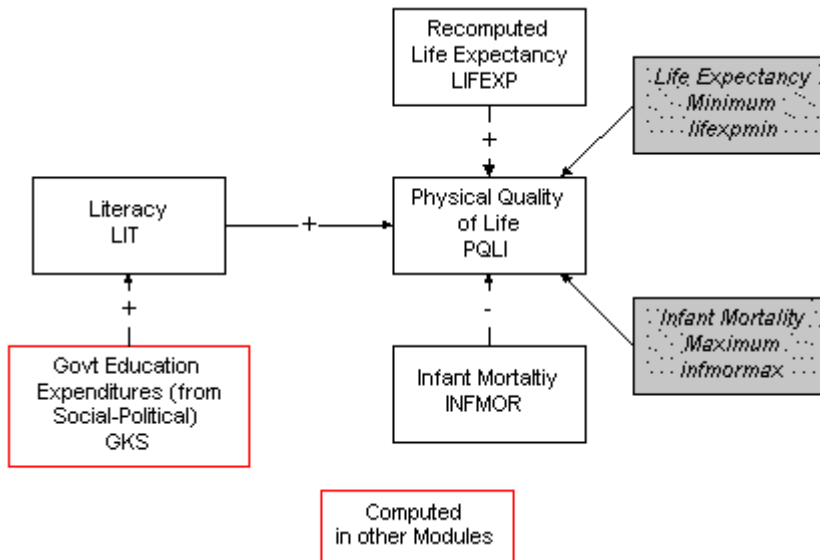 Recomputed
Life Expectancy
LIFEXP
Life Expectancy
Minimum
lifexpmin
+
Literacy
LIT
+
Physical Quality
of Life
PQLI
+
-
Govt Education
Expenditures (from
Social-Political)
GKS
Infant Mortaltiy
INFMOR
Infant Mortality
Maximum
infmormax
Computed
in other Modules